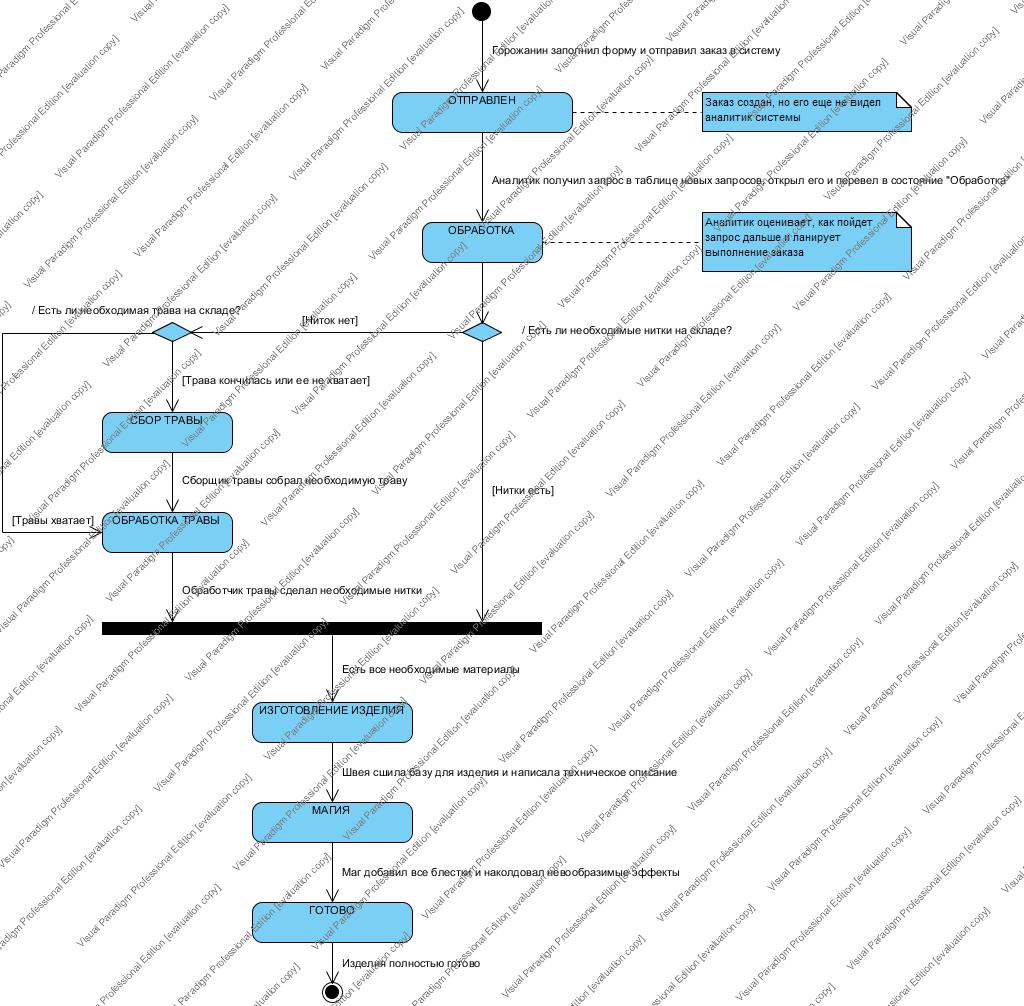 Горожанин заполнил форму и отправил заказ в систему
ОТПРАВЛЕН
Заказ создан, но его еще не видел
аналитик системы
Аналитик получил запрос в таблице новых запросов, открыл его и перевел в состояние "Обработка"
ОБРАБОТКА
Аналитик оценивает, как пойдет
запрос дальше и ланирует
выполнение заказа
/ Есть ли необходимая трава на складе?
[Ниток нет]
/ Есть ли необходимые нитки на складе?
[Трава кончилась или ее не хватает]
СБОР ТРАВЫ
Сборщик травы собрал необходимую траву
[Нитки есть]
[Травы хватает]
ОБРАБОТКА ТРАВЫ
Обработчик травы сделал необходимые нитки
Есть все необходимые материалы
ИЗГОТОВЛЕНИЕ ИЗДЕЛИЯ
Швея сшила базу для изделия и написала техническое описание
МАГИЯ
Маг добавил все блестки и наколдовал невообразимые эффекты
ГОТОВО
Изделия полностью готово
Visual Paradigm Professional Edition [evaluation copy]